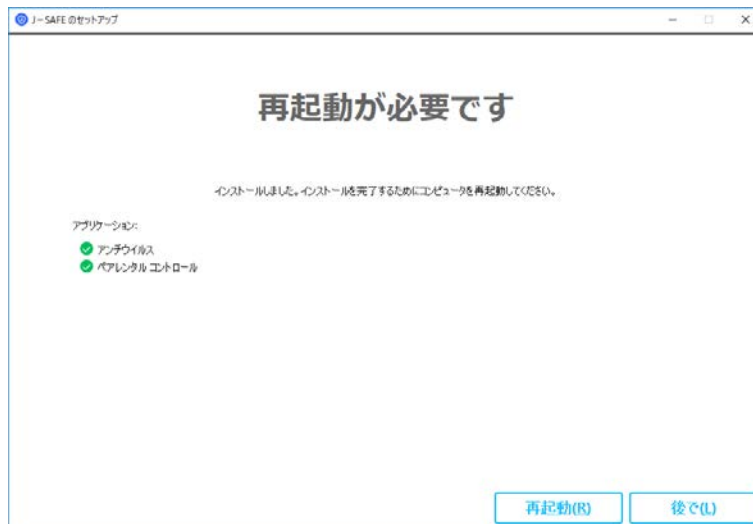 J－SAFE のセットアップ
再起動が必要です
インストールしました。インストールを完了するためにコンピュータを再起動してください。
アプリケーション:
アンチウイルス
ペアレンタル コントロール
再起動(R)
後で(L)